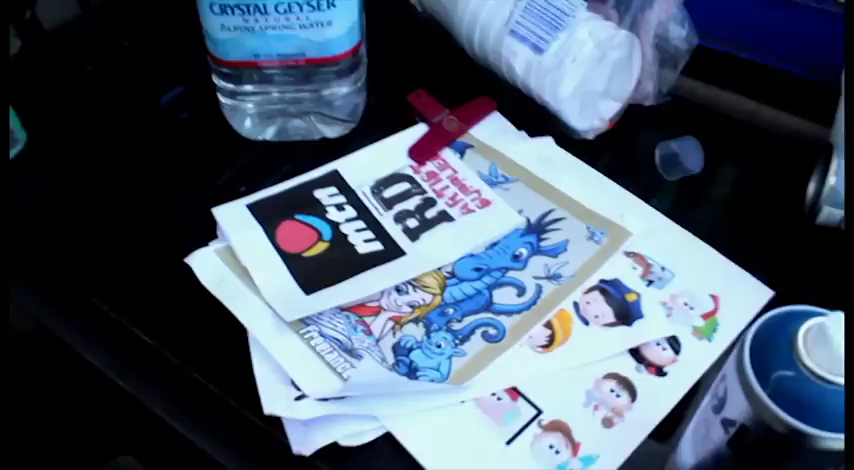 CRYSTAL GEYSER
NATURAL
ALPINE SPRING WATER
mtn
RD
ARTIST
SUPPLIES
freelance